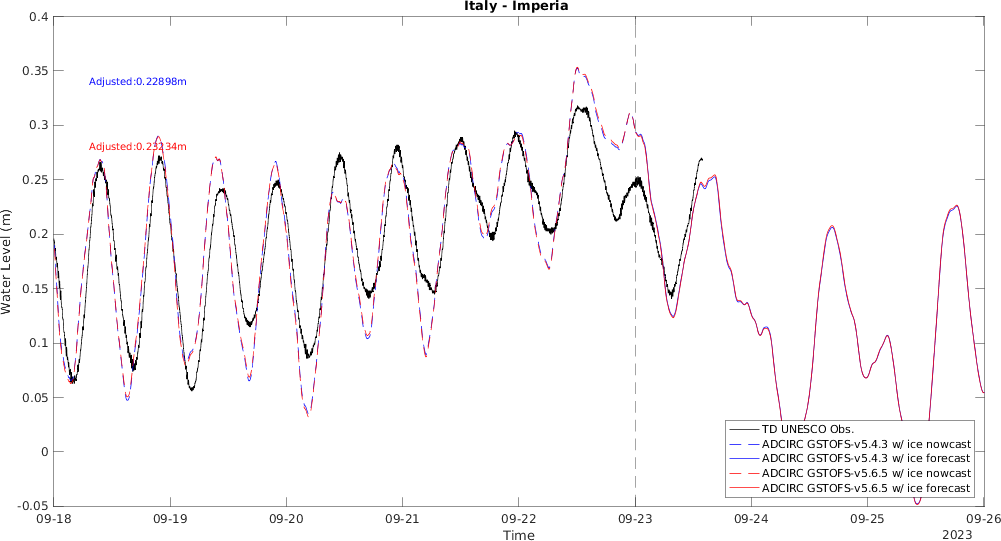 Italy - Imperia
0.4
0.35
0.3
0.25
0.2
0.15
0.1
0.05
0
-0.05
Water Level (m)
Adjusted:0.22898m
Adjusted:0.23234m
TD UNESCO Obs.
ADCIRC GSTOFS-v5.4.3 w/ ice nowcast
ADCIRC GSTOFS-v5.4.3 w/ ice forecast
ADCIRC GSTOFS-v5.6.5 w/ ice nowcast
ADCIRC GSTOFS-v5.6.5 w/ ice forecast
09-18 09-19 09-20 09-21 09-22 09-23 09-24 09-25 09-26
Time
2023